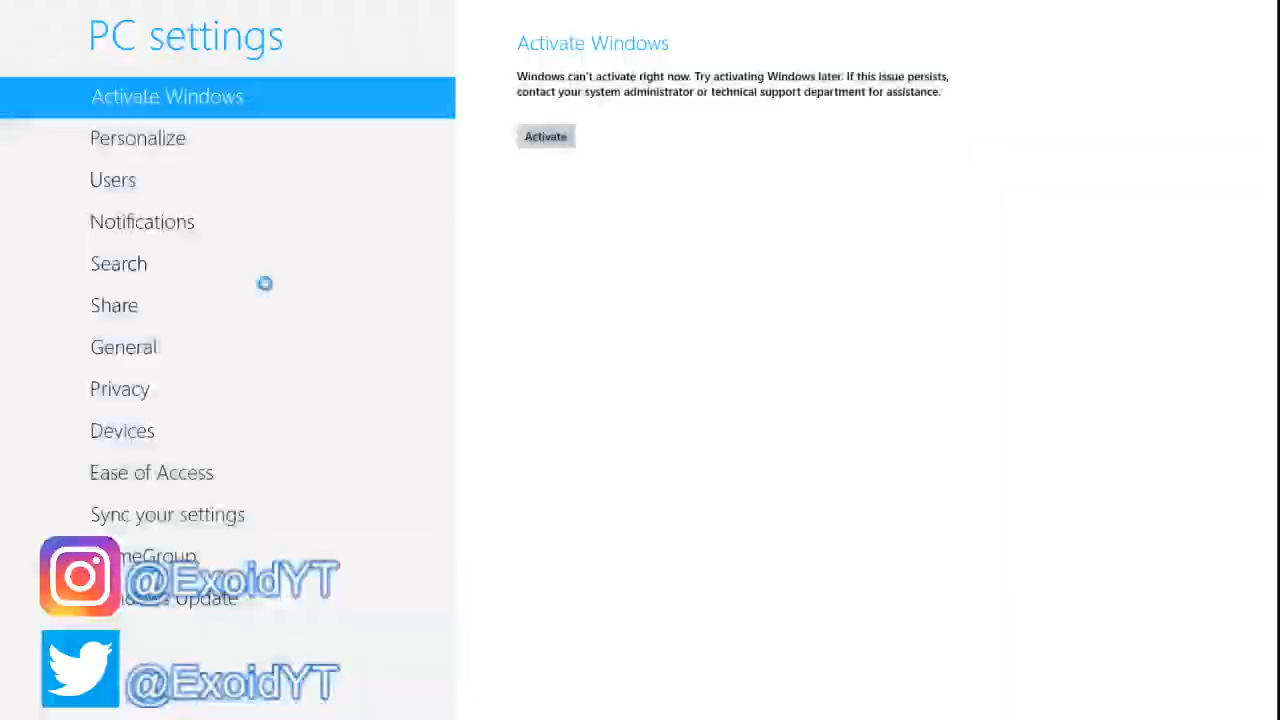 PC settings
Activate Windows
Personalize
Users
Notifications
Search
Share
General
Privacy
Devices
Ease of Access
Sync your settings
meGroup
@ExoidYT
Update
@ExoidYT
Activate Windows
Windows can't activate right now. Try activating Windows later. If this issue persists,
contact your system administrator or technical support department for assistance.
Activate